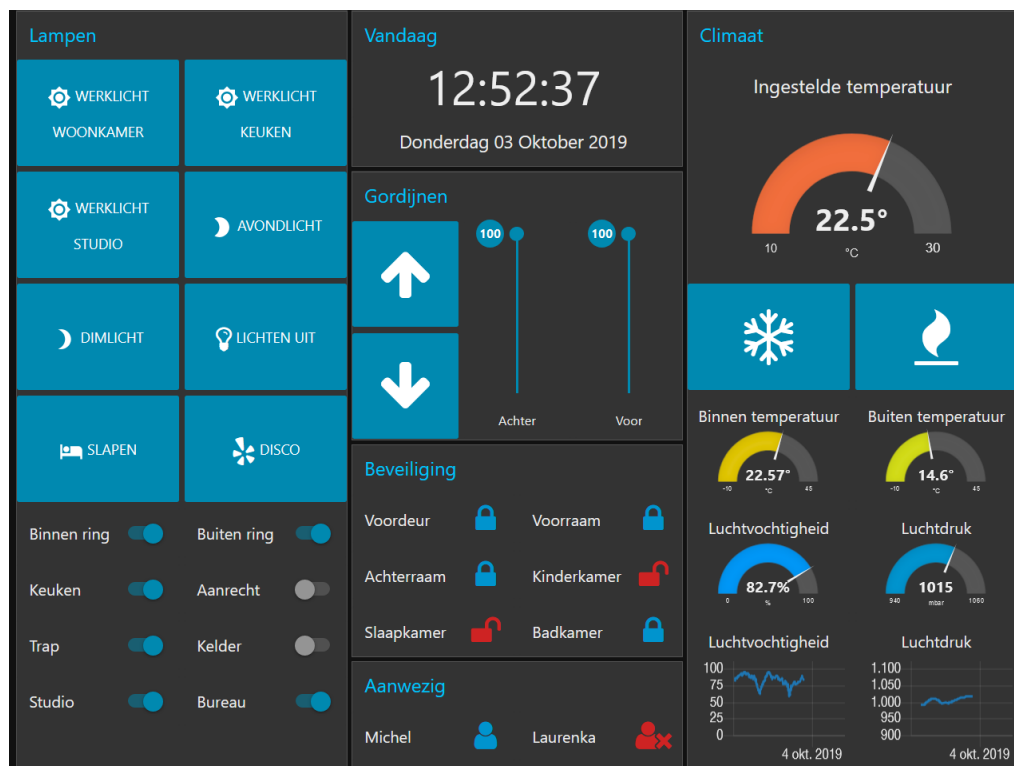 Lampen
WERKLICHT
WOONKAMER
WERKLICHT
KEUKEN
WERKLICHT
STUDIO
AVONDLICHT
DIMLICHT
LICHTEN UIT
SLAPEN
DISCO
Binnen ring
Buiten ring
Keuken
Aanrecht
Trap
Kelder
Studio
Bureau
Vandaag
12:52:37
Donderdag 03 Oktober 2019
Gordijnen
100
100
Achter
Voor
Beveiliging
Voordeur
Voorraam
Achterraam
Kinderkamer
Slaapkamer
Badkamer
Aanwezig
Michel
Laurenka
Climaat
Ingestelde temperatuur
22.5°
10
°C
30
Binnen temperatuur
22.57°
-10
°C
45
Buiten temperatuur
14.6°
-10
°C
45
Luchtvochtigheid
82.7%
0
%
100
Luchtdruk
1015
940
mbar
1060
Luchtvochtigheid
100
75
50
25
0
4 okt. 2019
Luchtdruk
1.100
1.050
1.000
950
900
4 okt. 2019